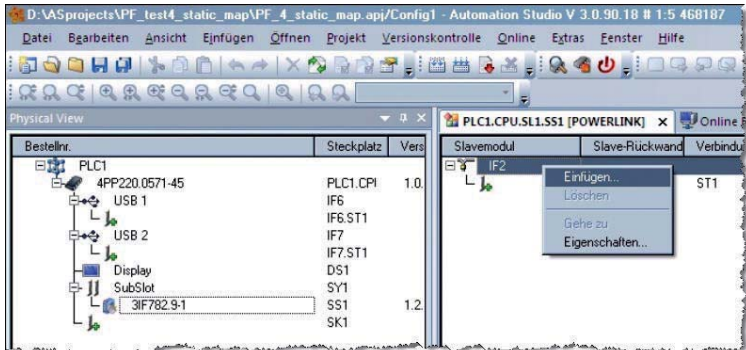 D:\ASprojects\PF_test4_static_map\PF_4_static_map.apj/Config1 - Automation Studio V 3.0.90.18 # 1:5 468187
Datei Bearbeiten Ansicht Einfügen Öffnen Projekt Versionskontrolle Online Extras Fenster Hilfe
Physical View
PLC1.CPU.SL1.SS1 [POWERLINK] X Online
Bestellnr. Steckplatz Vers
Slavemodul Slave-Rückwand Verbindu
PLC1
IF2
4PP220.0571-45 PLC1.CPI 1.0.
ST1
USB 1 IF6
IF6.ST1
USB 2 IF7
IF7.ST1
Display DS1
SubSlot SY1
3IF782.9-1 SS1 1.2.
SK1
Einfügen...
Löschen
Gehe zu
Eigenschaften...